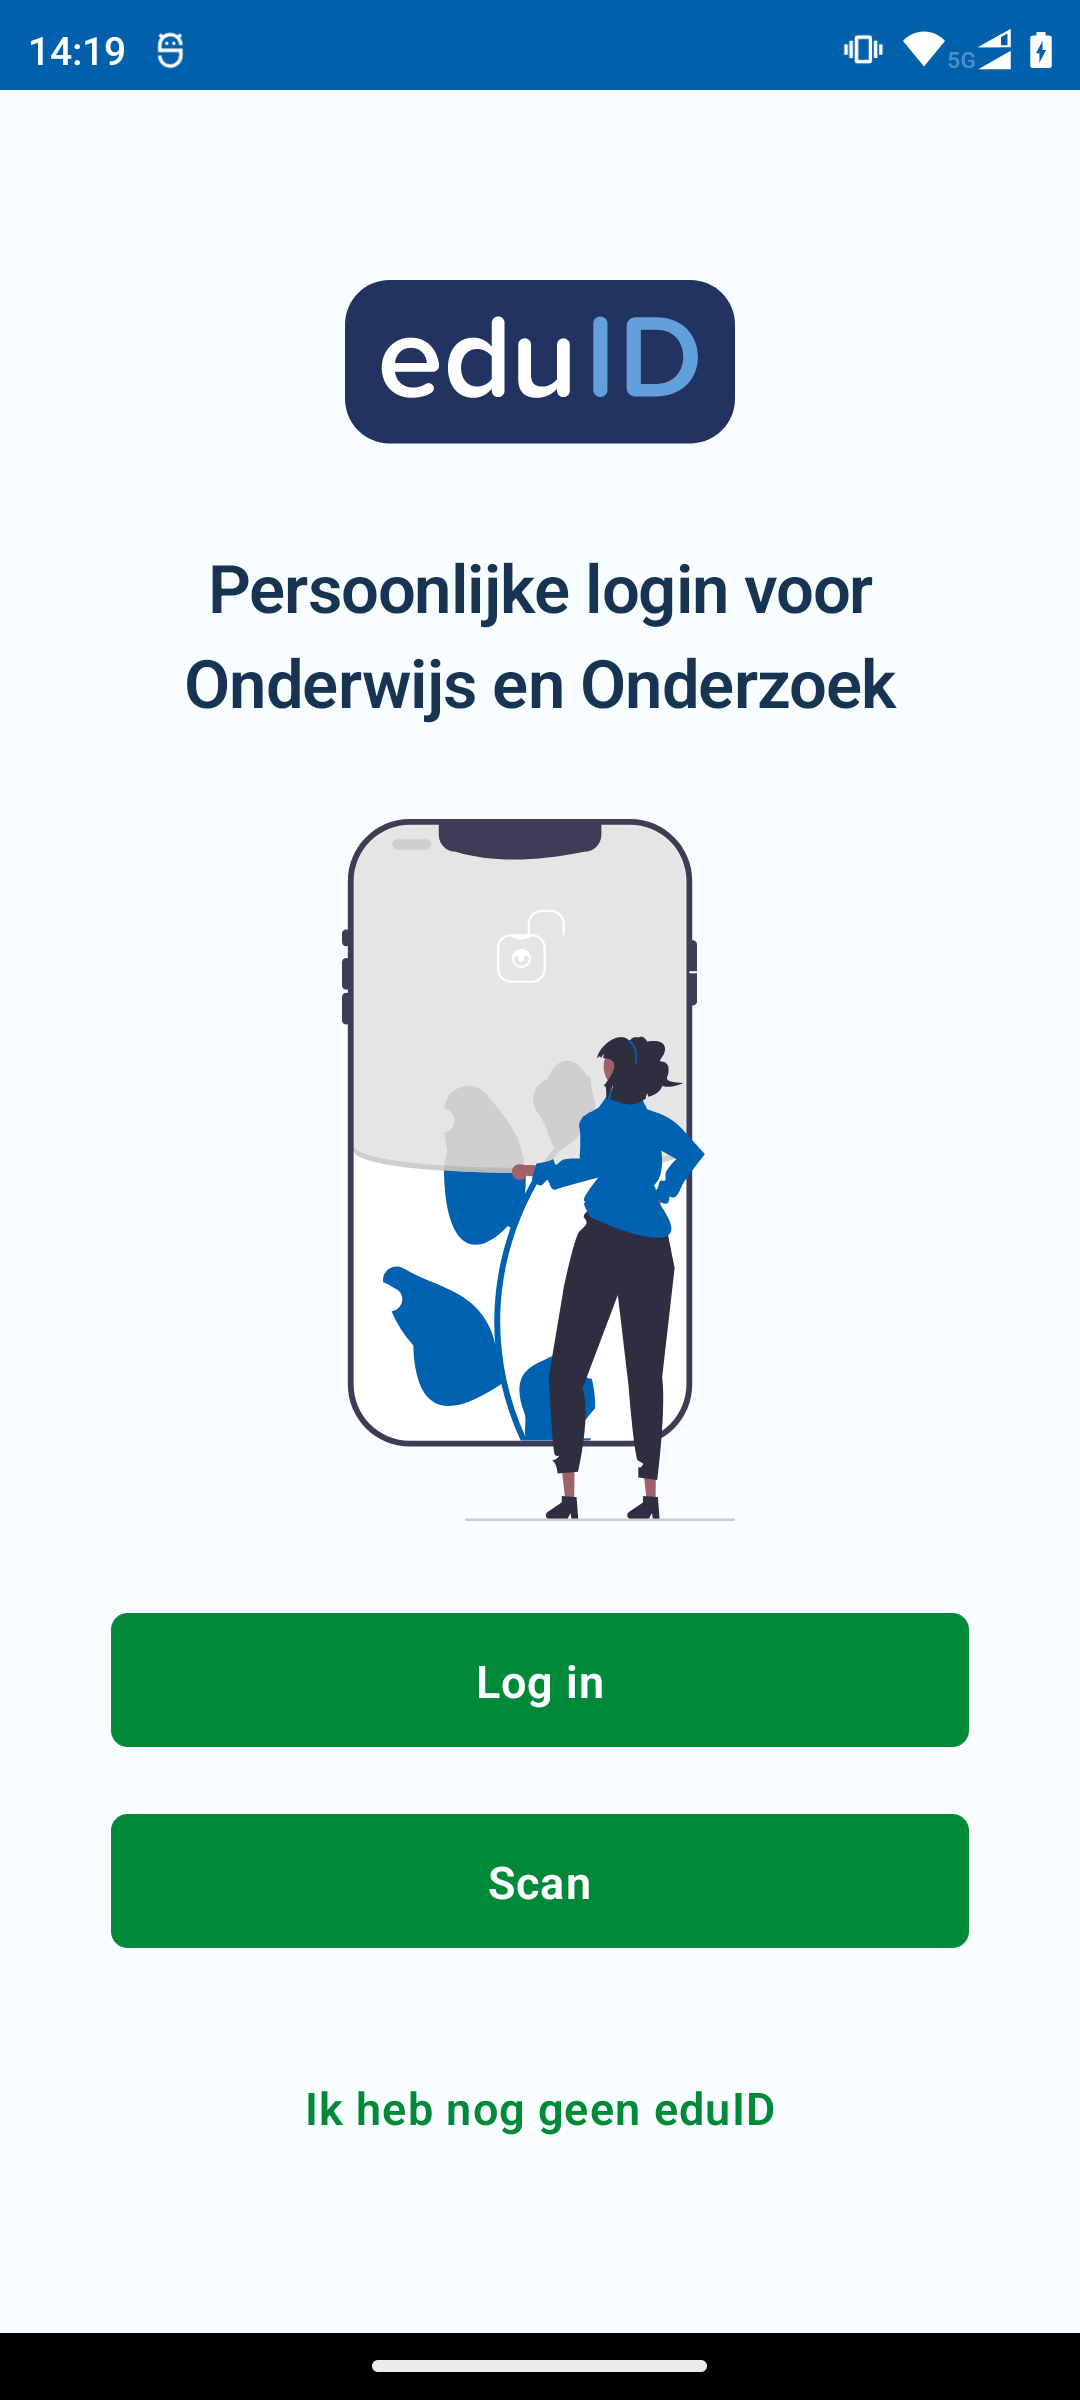 14:19
5G
eduID
Persoonlijke login voor
Onderwijs en Onderzoek
Log in
Scan
Ik heb nog geen eduID